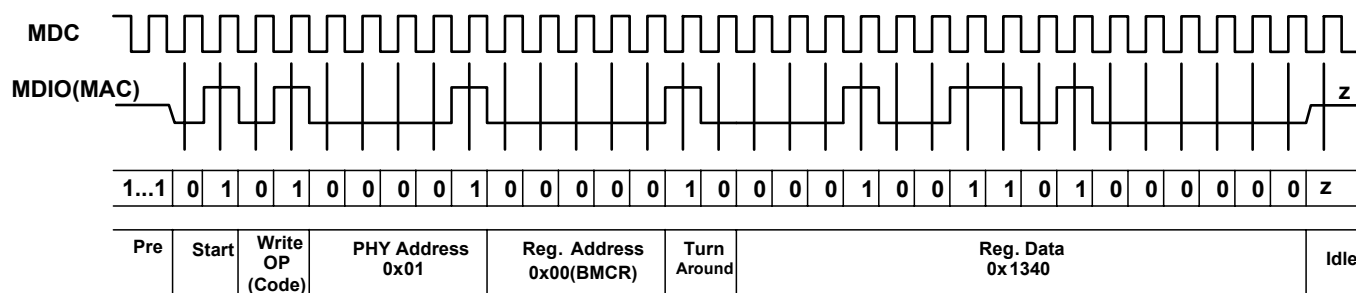 MDC
MDIO(MAC)
z
1...1 0 1 0 1 0 0 0 0 1 0 0 0 0 0 1 0 0 0 0 1 0 0 1 1 0 1 0 0 0 0 0 0 z
Pre Start Write OP (Code) PHY Address 0x01 Reg. Address 0x00(BMCR) Turn Around Reg. Data 0x1340 Idle